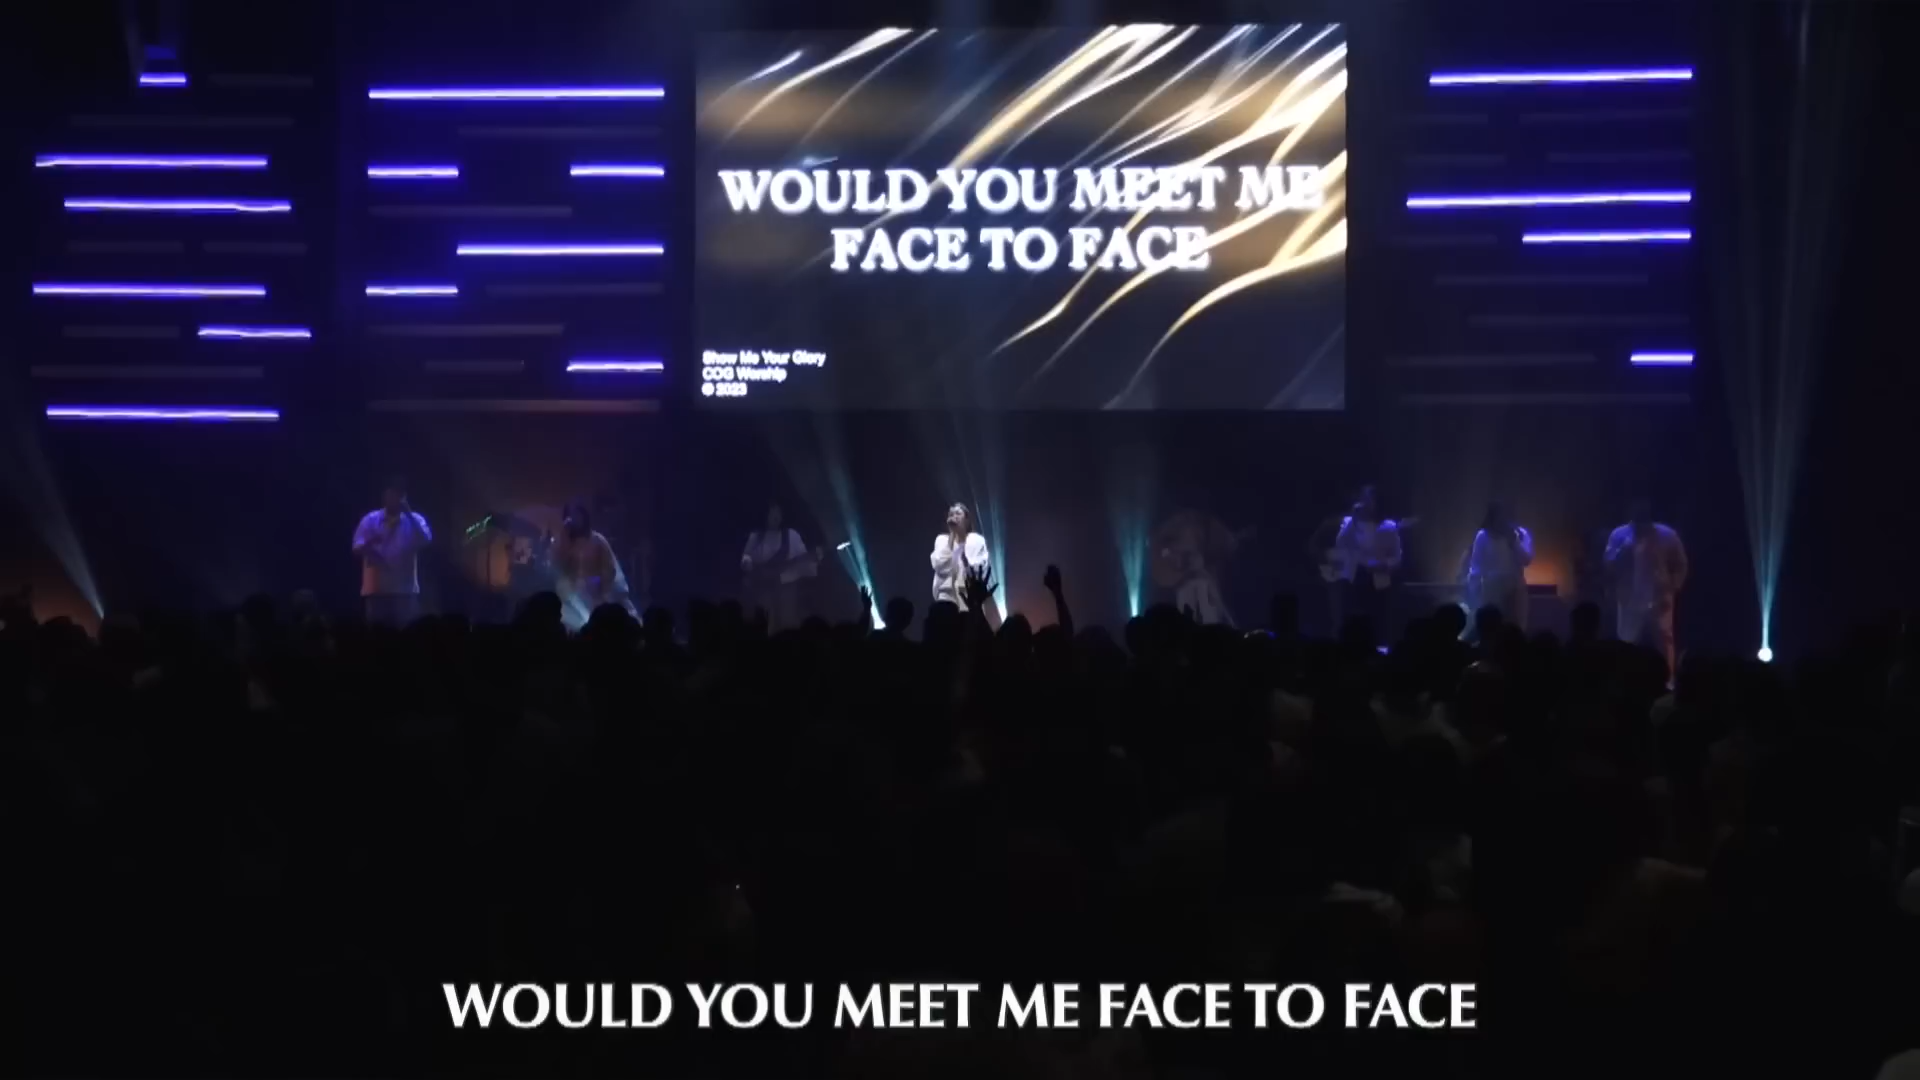 WOULD YOU MEET ME
FACE TO FACE
Show Me Your Glory
COG Worship
© 2023
WOULD YOU MEET ME FACE TO FACE